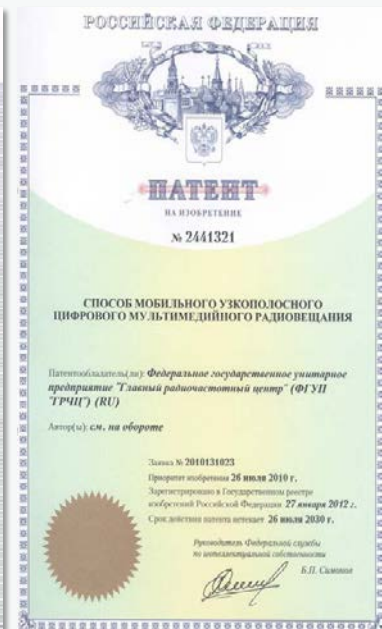 РОССИЙСКАЯ ФЕДЕРАЦИЯ
ПАТЕНТ
НА ИЗОБРЕТЕНИЕ
№ 2441321
СПОСОБ МОБИЛЬНОГО УЗКОПОЛОСНОГО
ЦИФРОВОГО МУЛЬТИМЕДИЙНОГО РАДИОВЕЩАНИЯ
Патентообладатель(ли): Федеральное государственное унитарное
предприятие "Главный радиочастотный центр" (ФГУП
"ГРЧЦ") (RU)
Автор(ы): см. на обороте
Заявка № 2010131023
Приоритет изобретения 26 июля 2010 г.
Зарегистрировано в Государственном реестре
изобретений Российской Федерации 27 января 2012 г.
Срок действия патента истекает 26 июля 2030 г.
Руководитель Федеральной службы
по интеллектуальной собственности
Б.П. Симонов